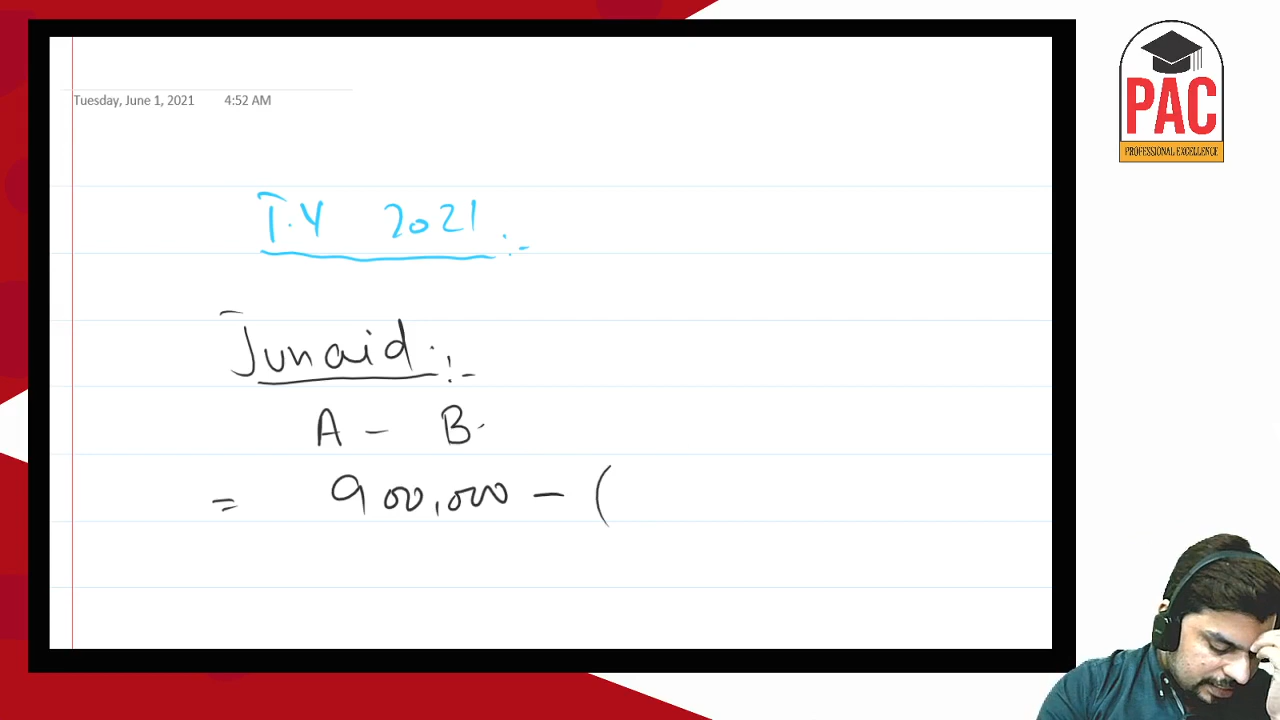 Tuesday, June 1, 2021 4:52 AM
PAC
PROFESSIONAL EXCELLENCE
T.Y 2021 :-
Junaid :-
A - B
= 900,000 - (